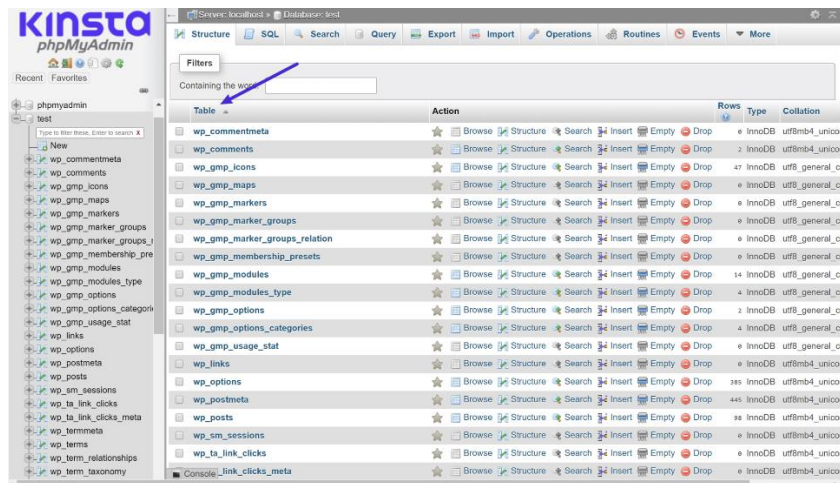 KINSTA
phpMyAdmin
Recent Favorites
phpmyadmin
test
Type to filter these, Enter to search X
New
wp_commentmeta
wp_comments
wp_gmp_icons
wp_gmp_maps
wp_gmp_markers
wp_gmp_marker_groups
wp_gmp_marker_groups_r
wp_gmp_membership_pre
wp_gmp_modules
wp_gmp_modules_type
wp_gmp_options
wp_gmp_options_categori
wp_gmp_usage_stat
wp_links
wp_options
wp_postmeta
wp_posts
wp_sm_sessions
wp_ta_link_clicks
wp_ta_link_clicks_meta
wp_termmeta
wp_terms
wp_term_relationships
wp_term_taxonomy
Server: localhost » Database: test
Structure SQL Search Query Export Import Operations Routines Events More
Filters
Containing the word:
Table Action Rows Type Collation
wp_commentmeta Browse Structure Search Insert Empty Drop 0 InnoDB utf8mb4_unico
wp_comments Browse Structure Search Insert Empty Drop 2 InnoDB utf8mb4_unico
wp_gmp_icons Browse Structure Search Insert Empty Drop 47 InnoDB utf8_general_c
wp_gmp_maps Browse Structure Search Insert Empty Drop 0 InnoDB utf8_general_c
wp_gmp_markers Browse Structure Search Insert Empty Drop 0 InnoDB utf8_general_c
wp_gmp_marker_groups Browse Structure Search Insert Empty Drop 0 InnoDB utf8_general_c
wp_gmp_marker_groups_relation Browse Structure Search Insert Empty Drop 0 InnoDB utf8_general_c
wp_gmp_membership_presets Browse Structure Search Insert Empty Drop 0 InnoDB utf8_general_c
wp_gmp_modules Browse Structure Search Insert Empty Drop 14 InnoDB utf8_general_c
wp_gmp_modules_type Browse Structure Search Insert Empty Drop 4 InnoDB utf8_general_c
wp_gmp_options Browse Structure Search Insert Empty Drop 2 InnoDB utf8_general_c
wp_gmp_options_categories Browse Structure Search Insert Empty Drop 4 InnoDB utf8_general_c
wp_gmp_usage_stat Browse Structure Search Insert Empty Drop 0 InnoDB utf8_general_c
wp_links Browse Structure Search Insert Empty Drop 0 InnoDB utf8mb4_unico
wp_options Browse Structure Search Insert Empty Drop 385 InnoDB utf8mb4_unico
wp_postmeta Browse Structure Search Insert Empty Drop 445 InnoDB utf8mb4_unico
wp_posts Browse Structure Search Insert Empty Drop 98 InnoDB utf8mb4_unico
wp_sm_sessions Browse Structure Search Insert Empty Drop 0 InnoDB utf8mb4_unico
wp_ta_link_clicks Browse Structure Search Insert Empty Drop 0 InnoDB utf8mb4_unico
Console _link_clicks_meta Browse Structure Search Insert Empty Drop 0 InnoDB utf8mb4_unico